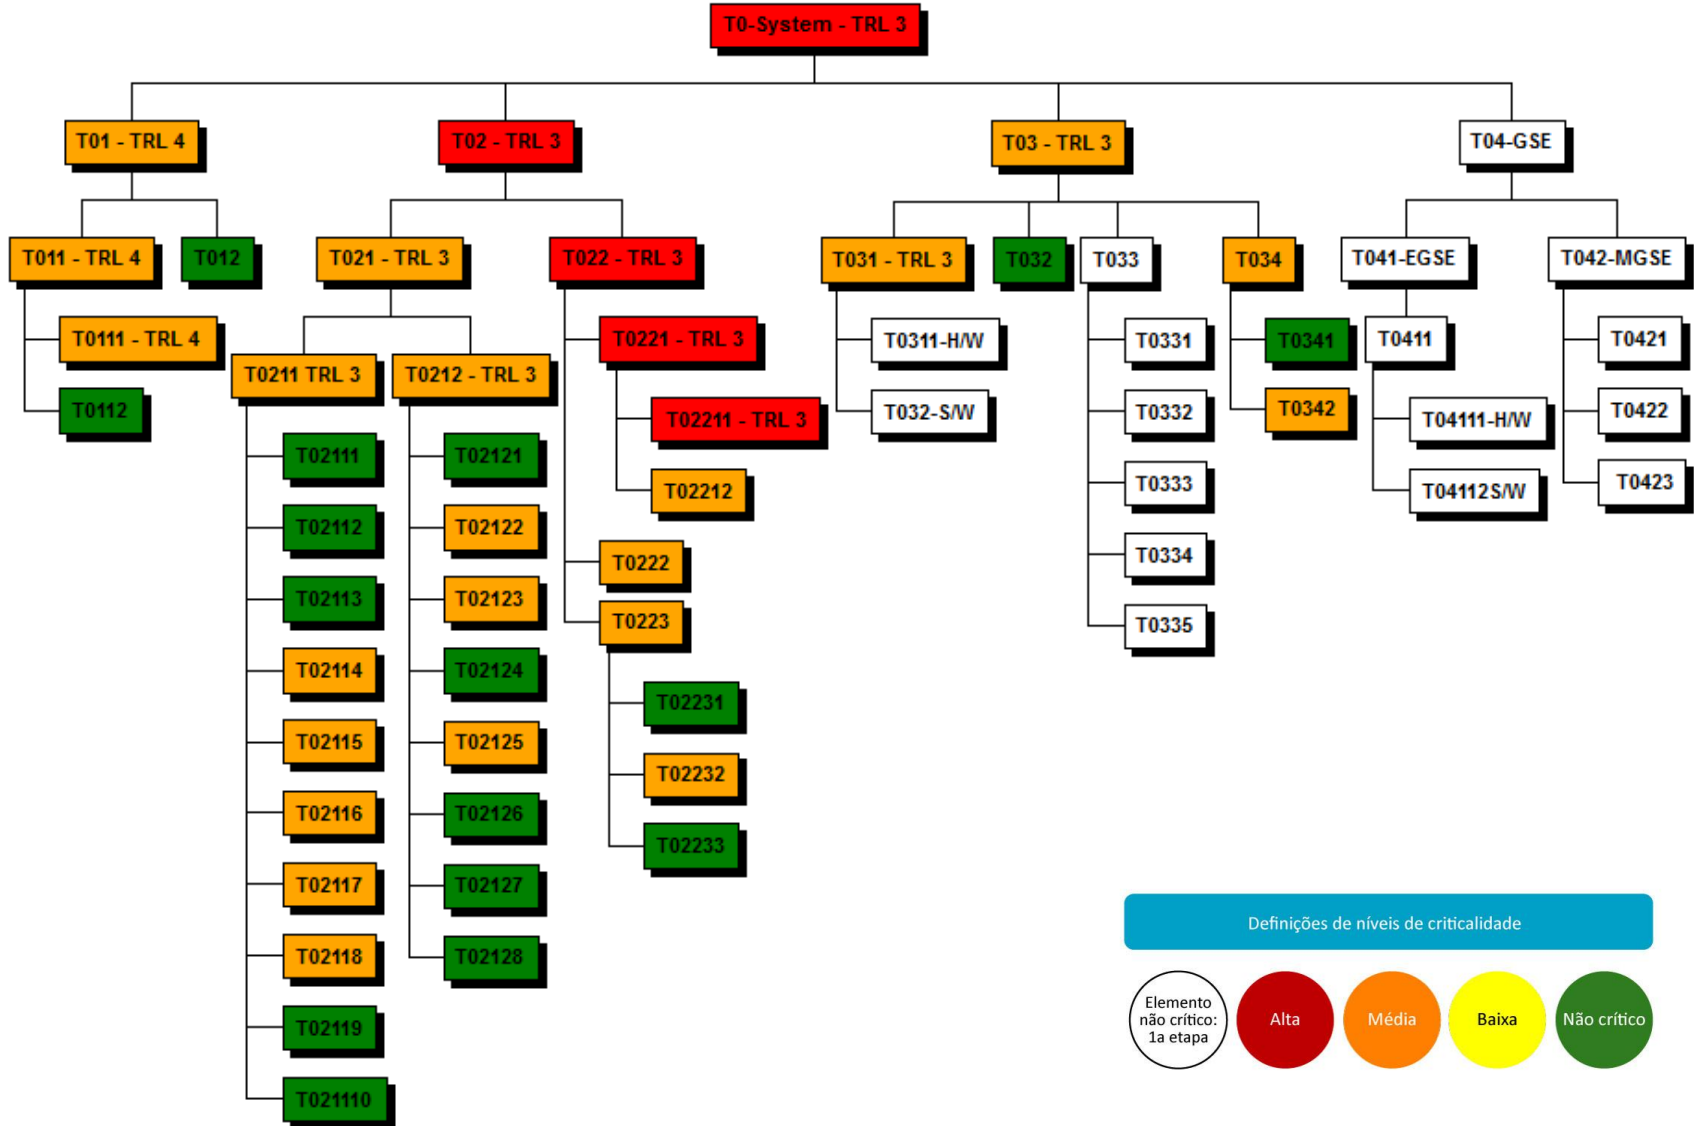 T0-System - TRL 3
T01 - TRL 4
T02 - TRL 3
T03 - TRL 3
T04-GSE
T011 - TRL 4
T012
T021 - TRL 3
T022 - TRL 3
T031 - TRL 3
T032
T033
T034
T041-EGSE
T042-MGSE
T0111 - TRL 4
T0112
T0211 TRL 3
T02111
T02112
T02113
T02114
T02115
T02116
T02117
T02118
T02119
T021110
T0212 - TRL 3
T02121
T02122
T02123
T02124
T02125
T02126
T02127
T02128
T0221 - TRL 3
T02211 - TRL 3
T02212
T0222
T0223
T02231
T02232
T02233
T0311-H/W
T032-S/W
T0331
T0332
T0333
T0334
T0335
T0341
T0342
T0411
T04111-H/W
T04112S/W
T0421
T0422
T0423
Definições de níveis de criticalidade
Elemento
não crítico:
1a etapa
Alta
Média
Baixa
Não crítico